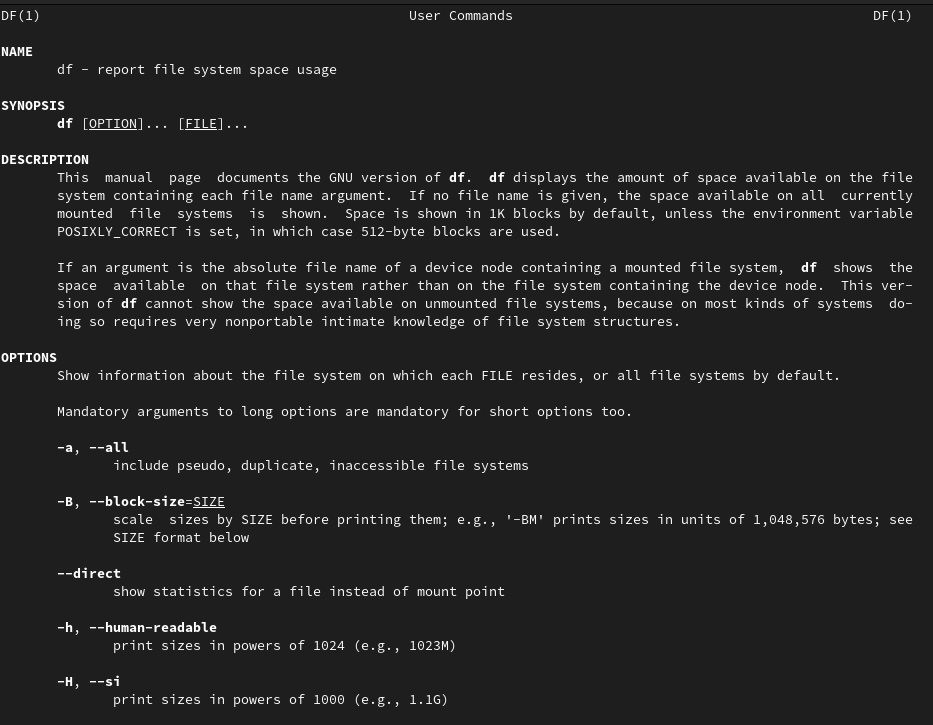 DF(1) User Commands DF(1)
NAME
df - report file system space usage
SYNOPSIS
df [OPTION]... [FILE]...
DESCRIPTION
This manual page documents the GNU version of df. df displays the amount of space available on the file
system containing each file name argument. If no file name is given, the space available on all currently
mounted file systems is shown. Space is shown in 1K blocks by default, unless the environment variable
POSIXLY_CORRECT is set, in which case 512-byte blocks are used.
If an argument is the absolute file name of a device node containing a mounted file system, df shows the
space available on that file system rather than on the file system containing the device node. This ver-
sion of df cannot show the space available on unmounted file systems, because on most kinds of systems do-
ing so requires very nonportable intimate knowledge of file system structures.
OPTIONS
Show information about the file system on which each FILE resides, or all file systems by default.
Mandatory arguments to long options are mandatory for short options too.
-a, --all
include pseudo, duplicate, inaccessible file systems
-B, --block-size=SIZE
scale sizes by SIZE before printing them; e.g., '-BM' prints sizes in units of 1,048,576 bytes; see
SIZE format below
--direct
show statistics for a file instead of mount point
-h, --human-readable
print sizes in powers of 1024 (e.g., 1023M)
-H, --si
print sizes in powers of 1000 (e.g., 1.1G)